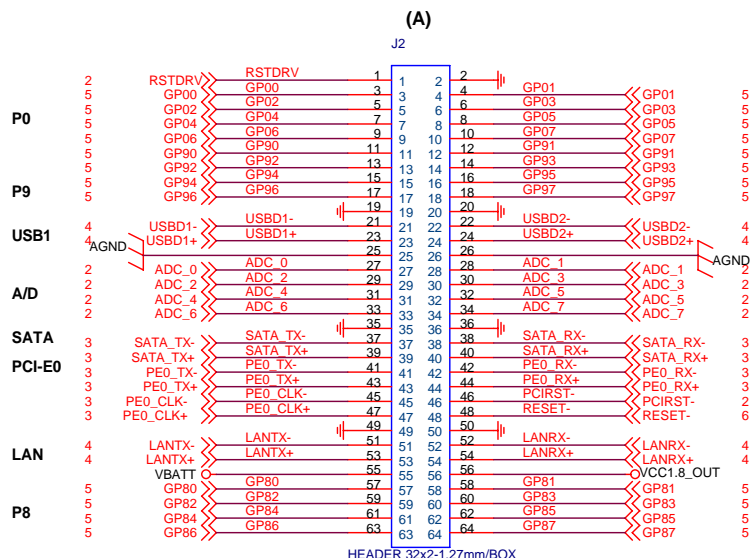 (A)
J2
2 RSTDRV RSTDRV 1 1 2 2
5 GP00 GP00 3 3 4 4 GP01 GP01 5
P0 5 GP02 GP02 5 5 6 6 GP03 GP03 5
5 GP04 GP04 7 7 8 8 GP05 GP05 5
5 GP06 GP06 9 9 10 10 GP07 GP07 5
5 GP90 GP90 11 11 12 12 GP91 GP91 5
5 GP92 GP92 13 13 14 14 GP93 GP93 5
P9 5 GP94 GP94 15 15 16 16 GP95 GP95 5
5 GP96 GP96 17 17 18 18 GP97 GP97 5
19 19 20 20
4 USBD1- USBD1- 21 21 22 22 USBD2- USBD2- 4
USB1 4 USBD1+ USBD1+ 23 23 24 24 USBD2+ USBD2+ 4
AGND 25 25 26 26 AGND
2 ADC_0 ADC_0 27 27 28 28 ADC_1 ADC_1 2
2 ADC_2 ADC_2 29 29 30 30 ADC_3 ADC_3 2
A/D 2 ADC_4 ADC_4 31 31 32 32 ADC_5 ADC_5 2
2 ADC_6 ADC_6 33 33 34 34 ADC_7 ADC_7 2
35 35 36 36
SATA 3 SATA_TX- SATA_TX- 37 37 38 38 SATA_RX- SATA_RX- 3
3 SATA_TX+ SATA_TX+ 39 39 40 40 SATA_RX+ SATA_RX+ 3
PCI-E0 3 PE0_TX- PE0_TX- 41 41 42 42 PE0_RX- PE0_RX- 3
3 PE0_TX+ PE0_TX+ 43 43 44 44 PE0_RX+ PE0_RX+ 3
3 PE0_CLK- PE0_CLK- 45 45 46 46 PCIRST- PCIRST- 2
3 PE0_CLK+ PE0_CLK+ 47 47 48 48 RESET- RESET- 6
49 49 50 50
4 LANTX- LANTX- 51 51 52 52 LANRX- LANRX- 4
LAN 4 LANTX+ LANTX+ 53 53 54 54 LANRX+ LANRX+ 4
VBATT 55 55 56 56 VCC1.8_OUT
5 GP80 GP80 57 57 58 58 GP81 GP81 5
5 GP82 GP82 59 59 60 60 GP83 GP83 5
P8 5 GP84 GP84 61 61 62 62 GP85 GP85 5
5 GP86 GP86 63 63 64 64 GP87 GP87 5
HEADER 32x2-1.27mm/BOX